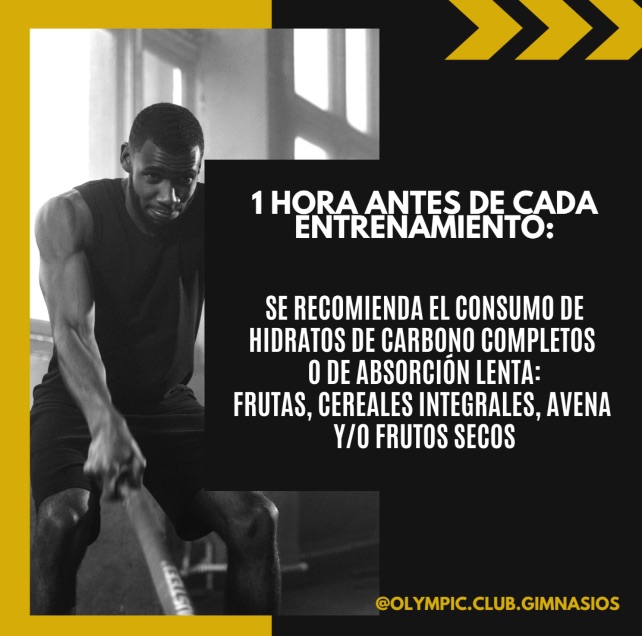 1 HORA ANTES DE CADA
ENTRENAMIENTO:
SE RECOMIENDA EL CONSUMO DE
HIDRATOS DE CARBONO COMPLETOS
O DE ABSORCIÓN LENTA:
FRUTAS, CEREALES INTEGRALES, AVENA
Y/O FRUTOS SECOS
@OLYMPIC.CLUB.GIMNASIOS